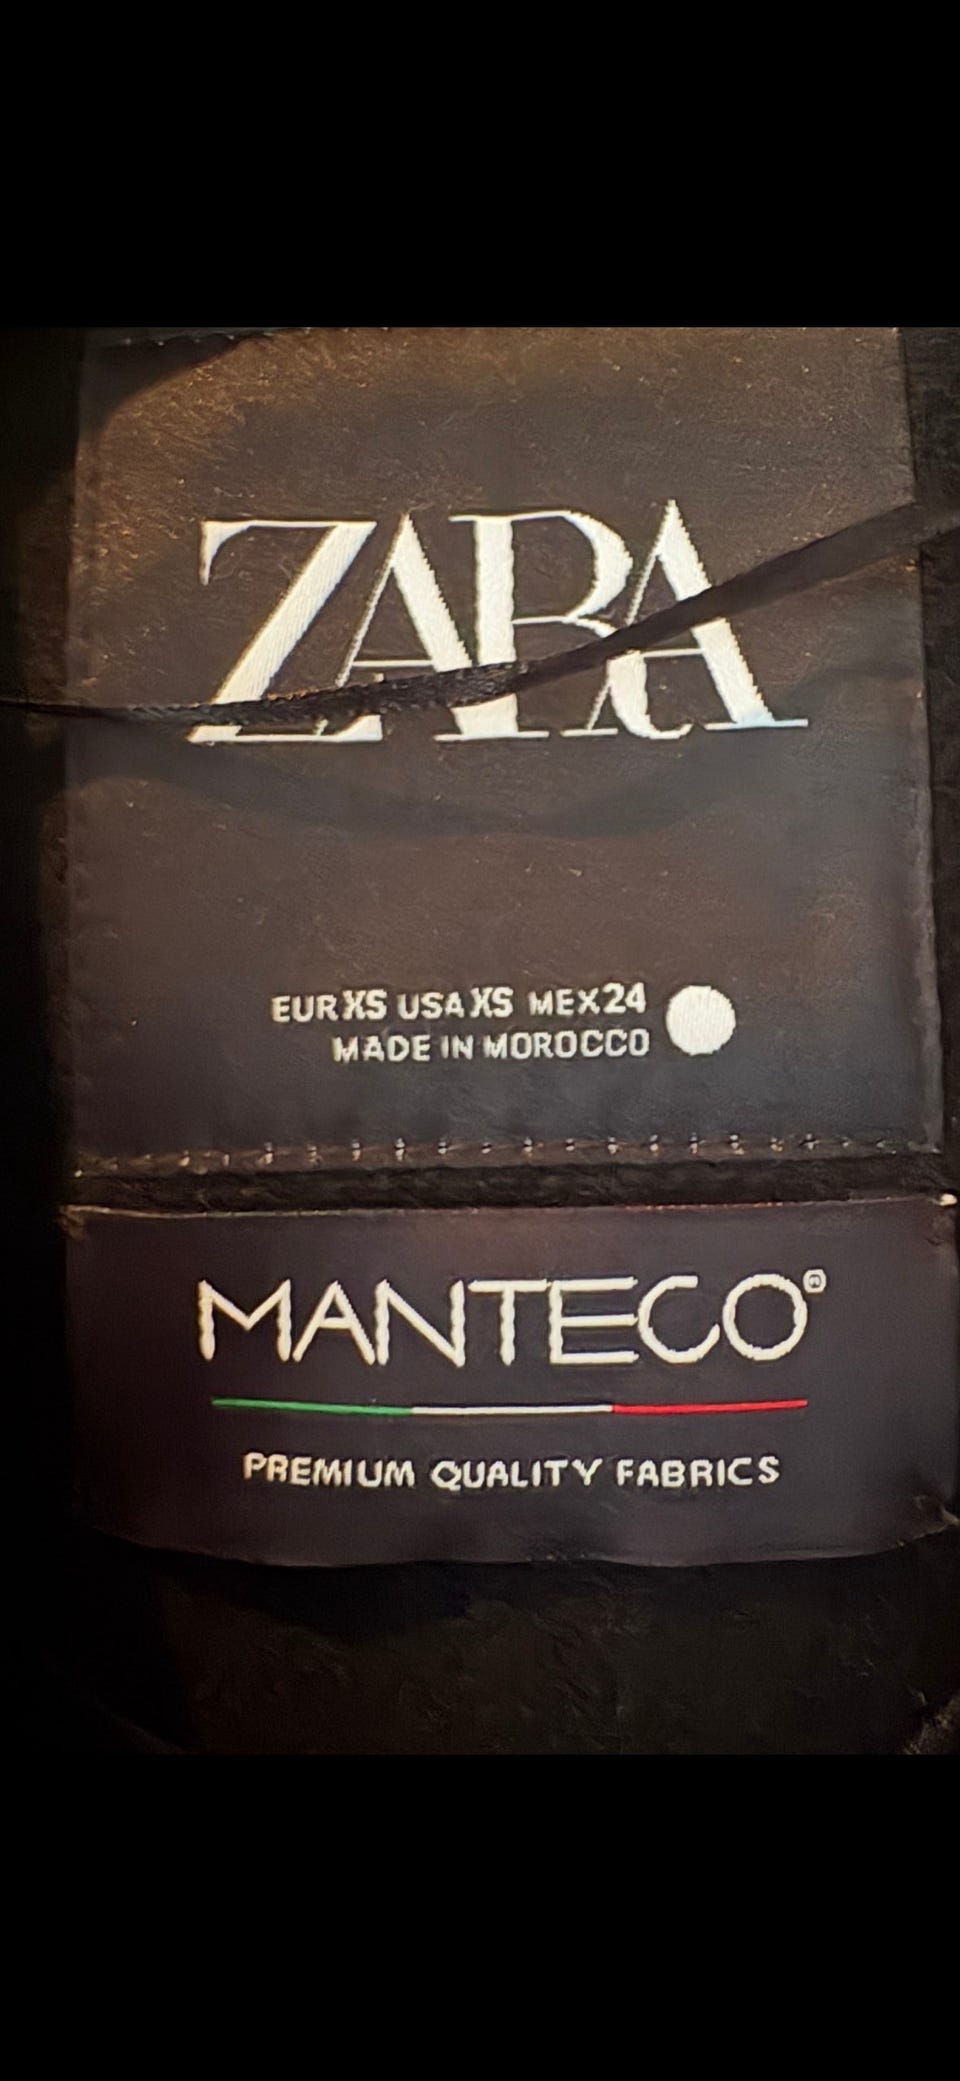 ZARA
EUR XS USA XS MEX 24
MADE IN MOROCCO
MANTECO®
PREMIUM QUALITY FABRICS